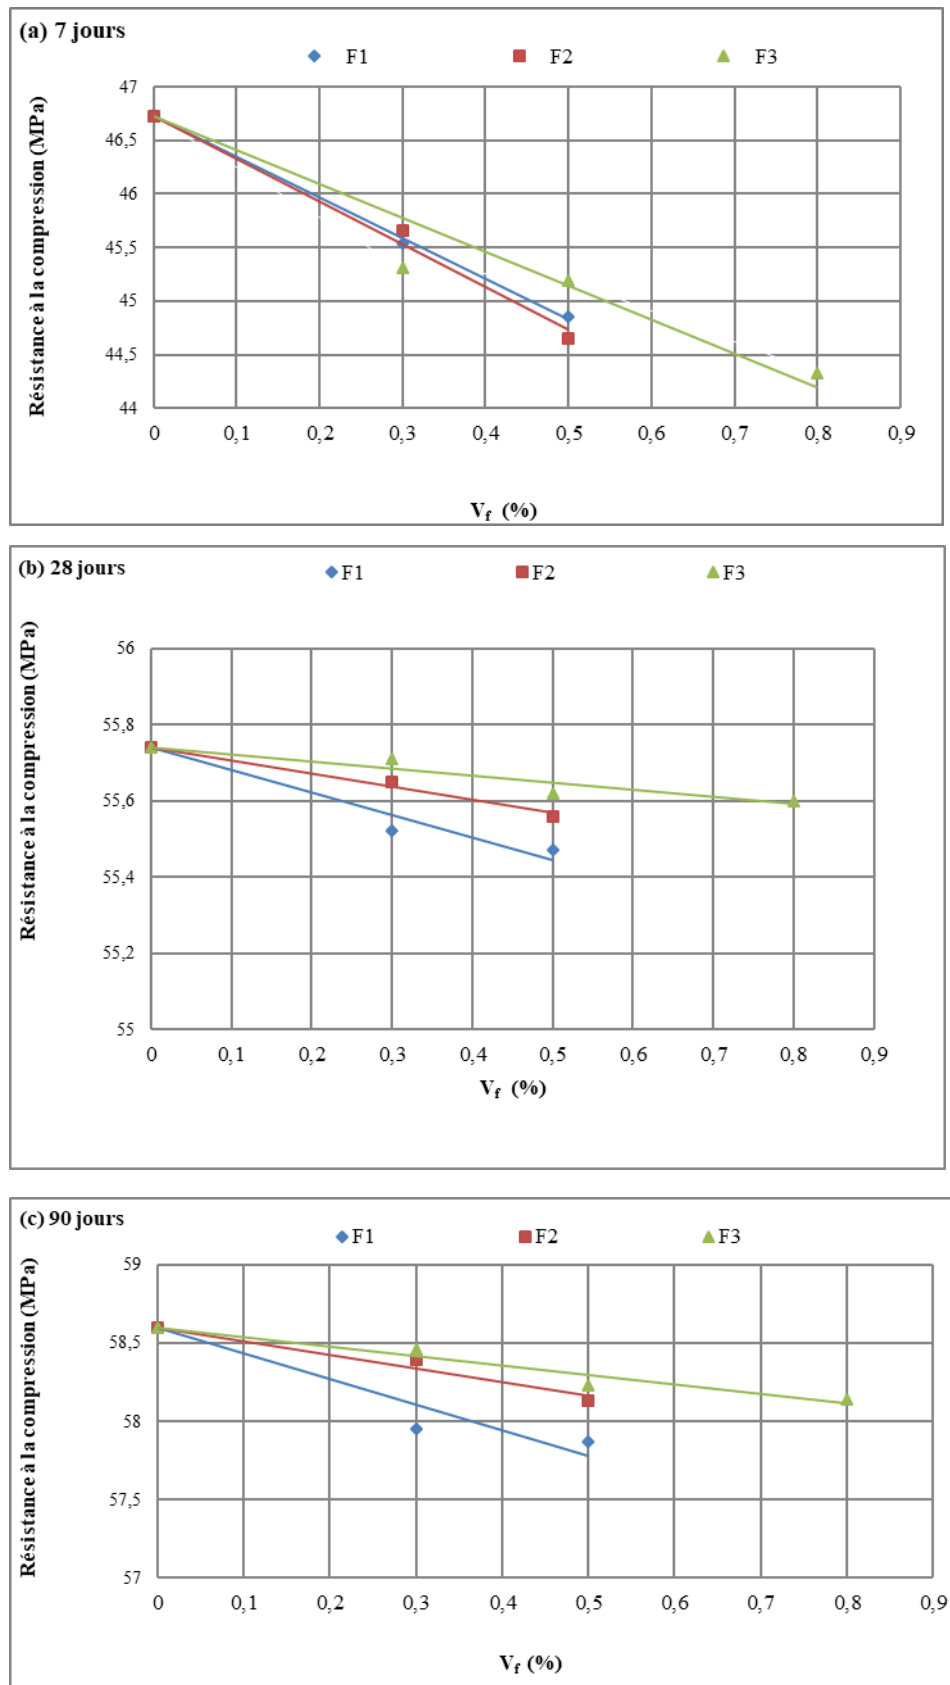 (a) 7 jours
F1 F2 F3
Résistance à la compression (MPa)
47
46,5
46
45,5
45
44,5
44
0 0,1 0,2 0,3 0,4 0,5 0,6 0,7 0,8 0,9
Vf (%)
(b) 28 jours
F1 F2 F3
Résistance à la compression (MPa)
56
55,8
55,6
55,4
55,2
55
0 0,1 0,2 0,3 0,4 0,5 0,6 0,7 0,8 0,9
Vf (%)
(c) 90 jours
F1 F2 F3
Résistance à la compression (MPa)
59
58,5
58
57,5
57
0 0,1 0,2 0,3 0,4 0,5 0,6 0,7 0,8 0,9
Vf (%)